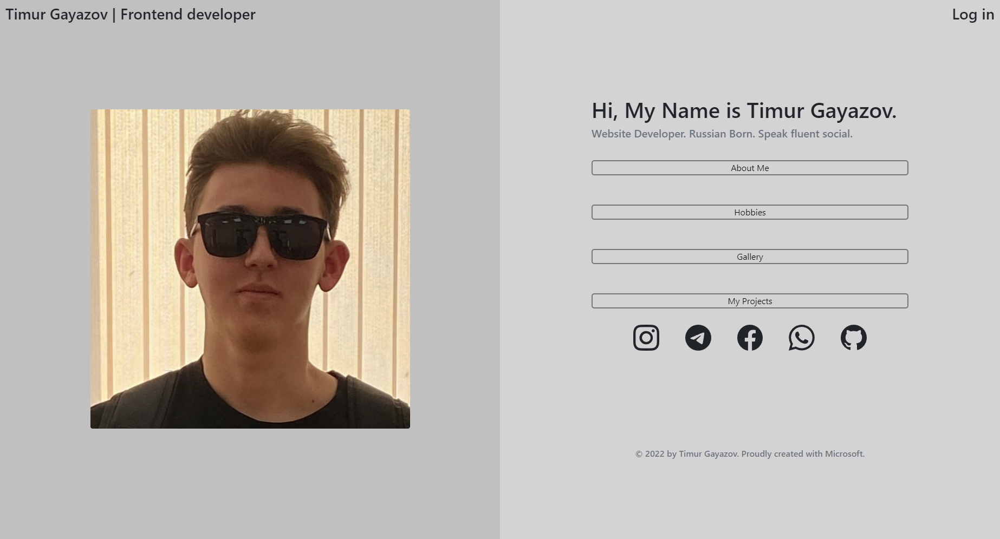 Timur Gayazov | Frontend developer
Log in
Hi, My Name is Timur Gayazov.
Website Developer. Russian Born. Speak fluent social.
About Me
Hobbies
Gallery
My Projects
© 2022 by Timur Gayazov. Proudly created with Microsoft.